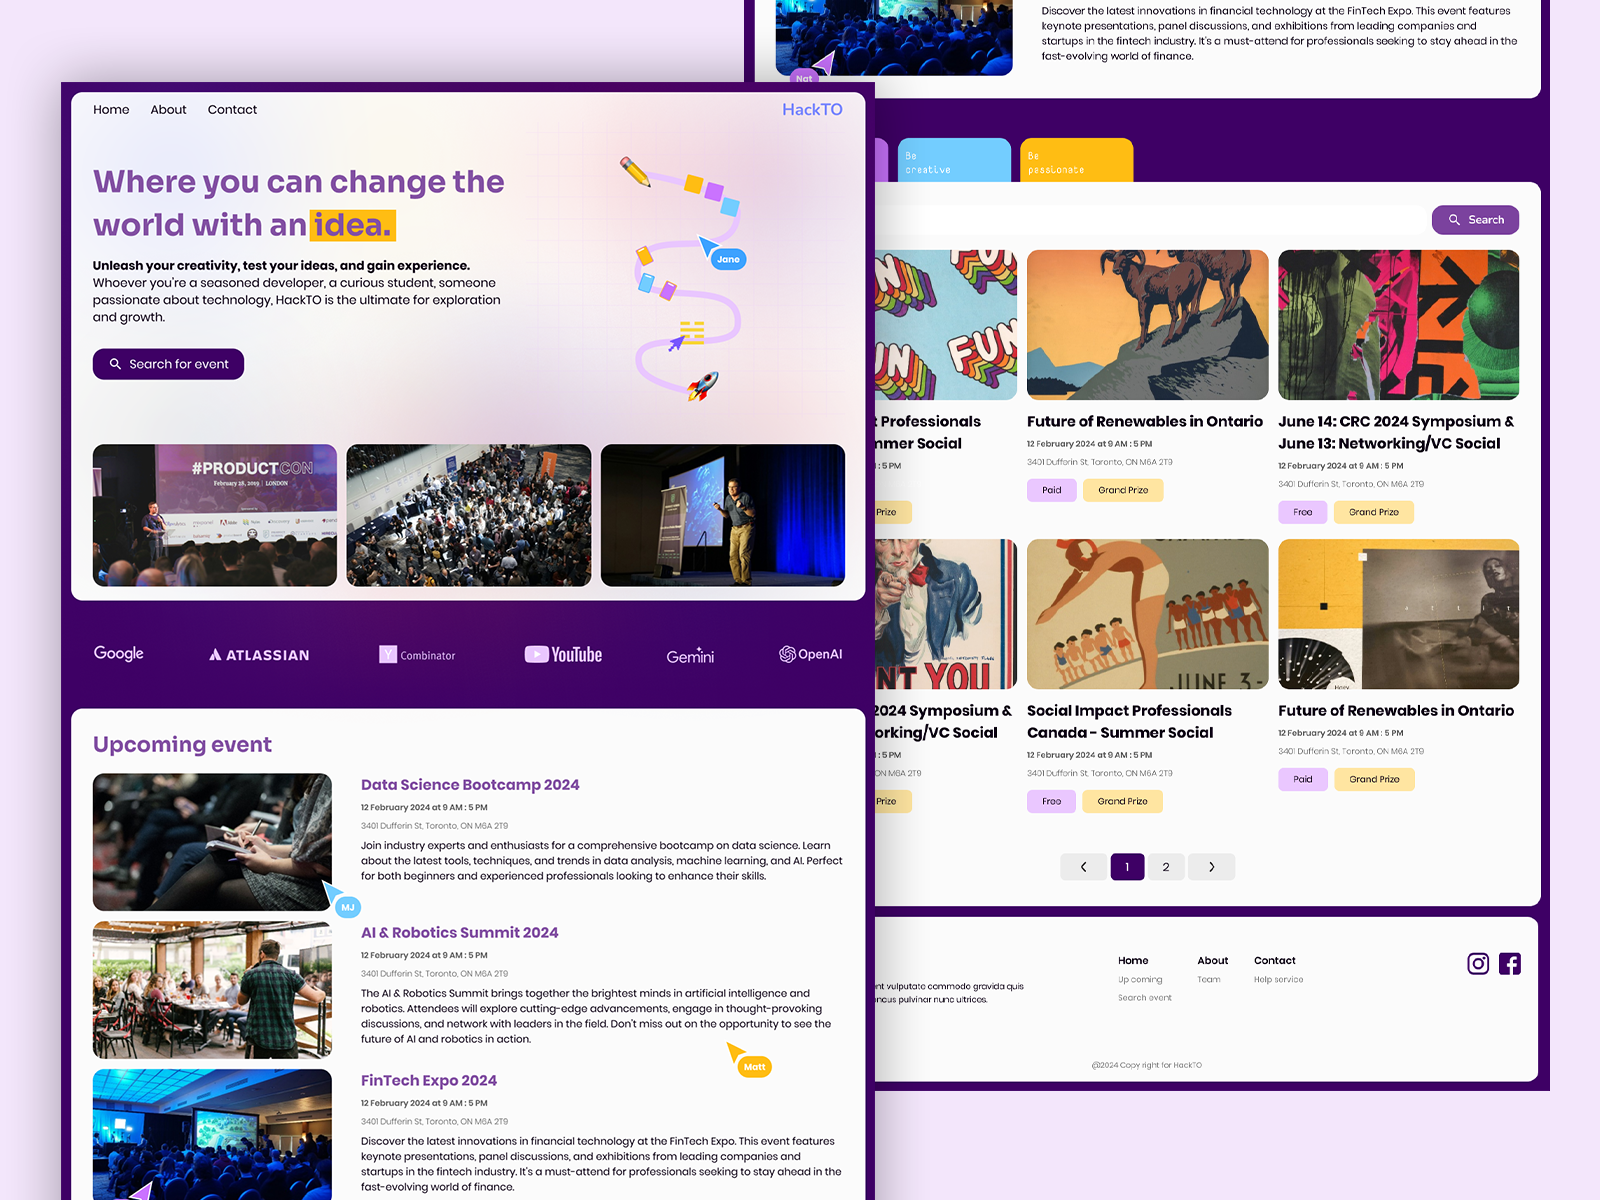 Home About Contact
HackTO
Where you can change the
world with an idea.
Unleash your creativity, test your ideas, and gain experience.
Whoever you're a seasoned developer, a curious student, someone
passionate about technology, HackTO is the ultimate for exploration
and growth.
Search for event
Jane
#PRODUCTCON
February 28, 2019 | LONDON
Google
ATLASSIAN
Y Combinator
YouTube
Gemini
OpenAI
Upcoming event
Data Science Bootcamp 2024
12 February 2024 at 9 AM : 5 PM
3401 Dufferin St, Toronto, ON M6A 2T9
Join industry experts and enthusiasts for a comprehensive bootcamp on data science. Learn
about the latest tools, techniques, and trends in data analysis, machine learning, and AI. Perfect
for both beginners and experienced professionals looking to enhance their skills.
MJ
AI & Robotics Summit 2024
12 February 2024 at 9 AM : 5 PM
3401 Dufferin St, Toronto, ON M6A 2T9
The AI & Robotics Summit brings together the brightest minds in artificial intelligence and
robotics. Attendees will explore cutting-edge advancements, engage in thought-provoking
discussions, and network with leaders in the field. Don't miss out on the opportunity to see the
future of AI and robotics in action.
Matt
FinTech Expo 2024
12 February 2024 at 9 AM : 5 PM
3401 Dufferin St, Toronto, ON M6A 2T9
Discover the latest innovations in financial technology at the FinTech Expo. This event features
keynote presentations, panel discussions, and exhibitions from leading companies and
startups in the fintech industry. It's a must-attend for professionals seeking to stay ahead in the
fast-evolving world of finance.
Discover the latest innovations in financial technology at the FinTech Expo. This event features
keynote presentations, panel discussions, and exhibitions from leading companies and
startups in the fintech industry. It's a must-attend for professionals seeking to stay ahead in the
fast-evolving world of finance.
Nat
Be
creative
Be
passionate
Search
FUN
FUN
UN
t Professionals
mmer Social
: 5 PM
Prize
Future of Renewables in Ontario
12 February 2024 at 9 AM : 5 PM
3401 Dufferin St, Toronto, ON M6A 2T9
Paid
Grand Prize
June 14: CRC 2024 Symposium &
June 13: Networking/VC Social
12 February 2024 at 9 AM : 5 PM
3401 Dufferin St, Toronto, ON M6A 2T9
Free
Grand Prize
NT YOU
JUNE 3-
2024 Symposium &
orking/VC Social
: 5 PM
ON M6A 2T9
Prize
Social Impact Professionals
Canada - Summer Social
12 February 2024 at 9 AM : 5 PM
3401 Dufferin St, Toronto, ON M6A 2T9
Free
Grand Prize
Future of Renewables in Ontario
12 February 2024 at 9 AM : 5 PM
3401 Dufferin St, Toronto, ON M6A 2T9
Paid
Grand Prize
1 2
nt vulputate commodo gravida quis
ncus pulvinar nunc ultrices.
Home About Contact
Up coming Team Help service
Search event
@2024 Copy right for HackTO